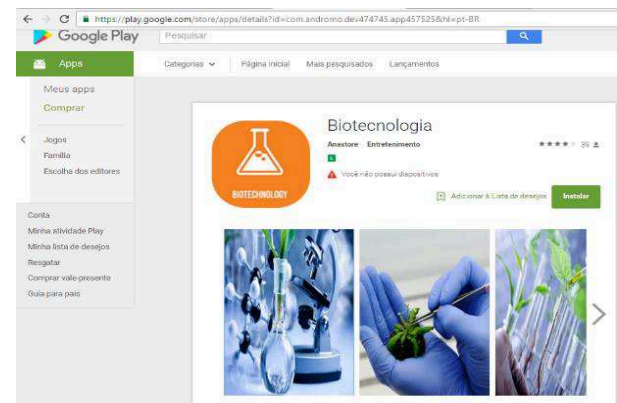 https://play.google.com/store/apps/details?id=com.andromo.dev474745.app457525&hl=pt-BR
Google Play
Pesquisar
Apps
Categorias
Página inicial
Mais pesquisados
Lançamentos
Meus apps
Comprar
Jogos
Família
Escolha dos editores
Conta
Minha atividade Play
Minha lista de desejos
Resgatar
Comprar vale-presente
Guia para pais
BIOTECHNOLOGY
Biotecnologia
Anastore Entretenimento
L
Você não possui dispositivos
Adicionar à Lista de desejos
Instalar